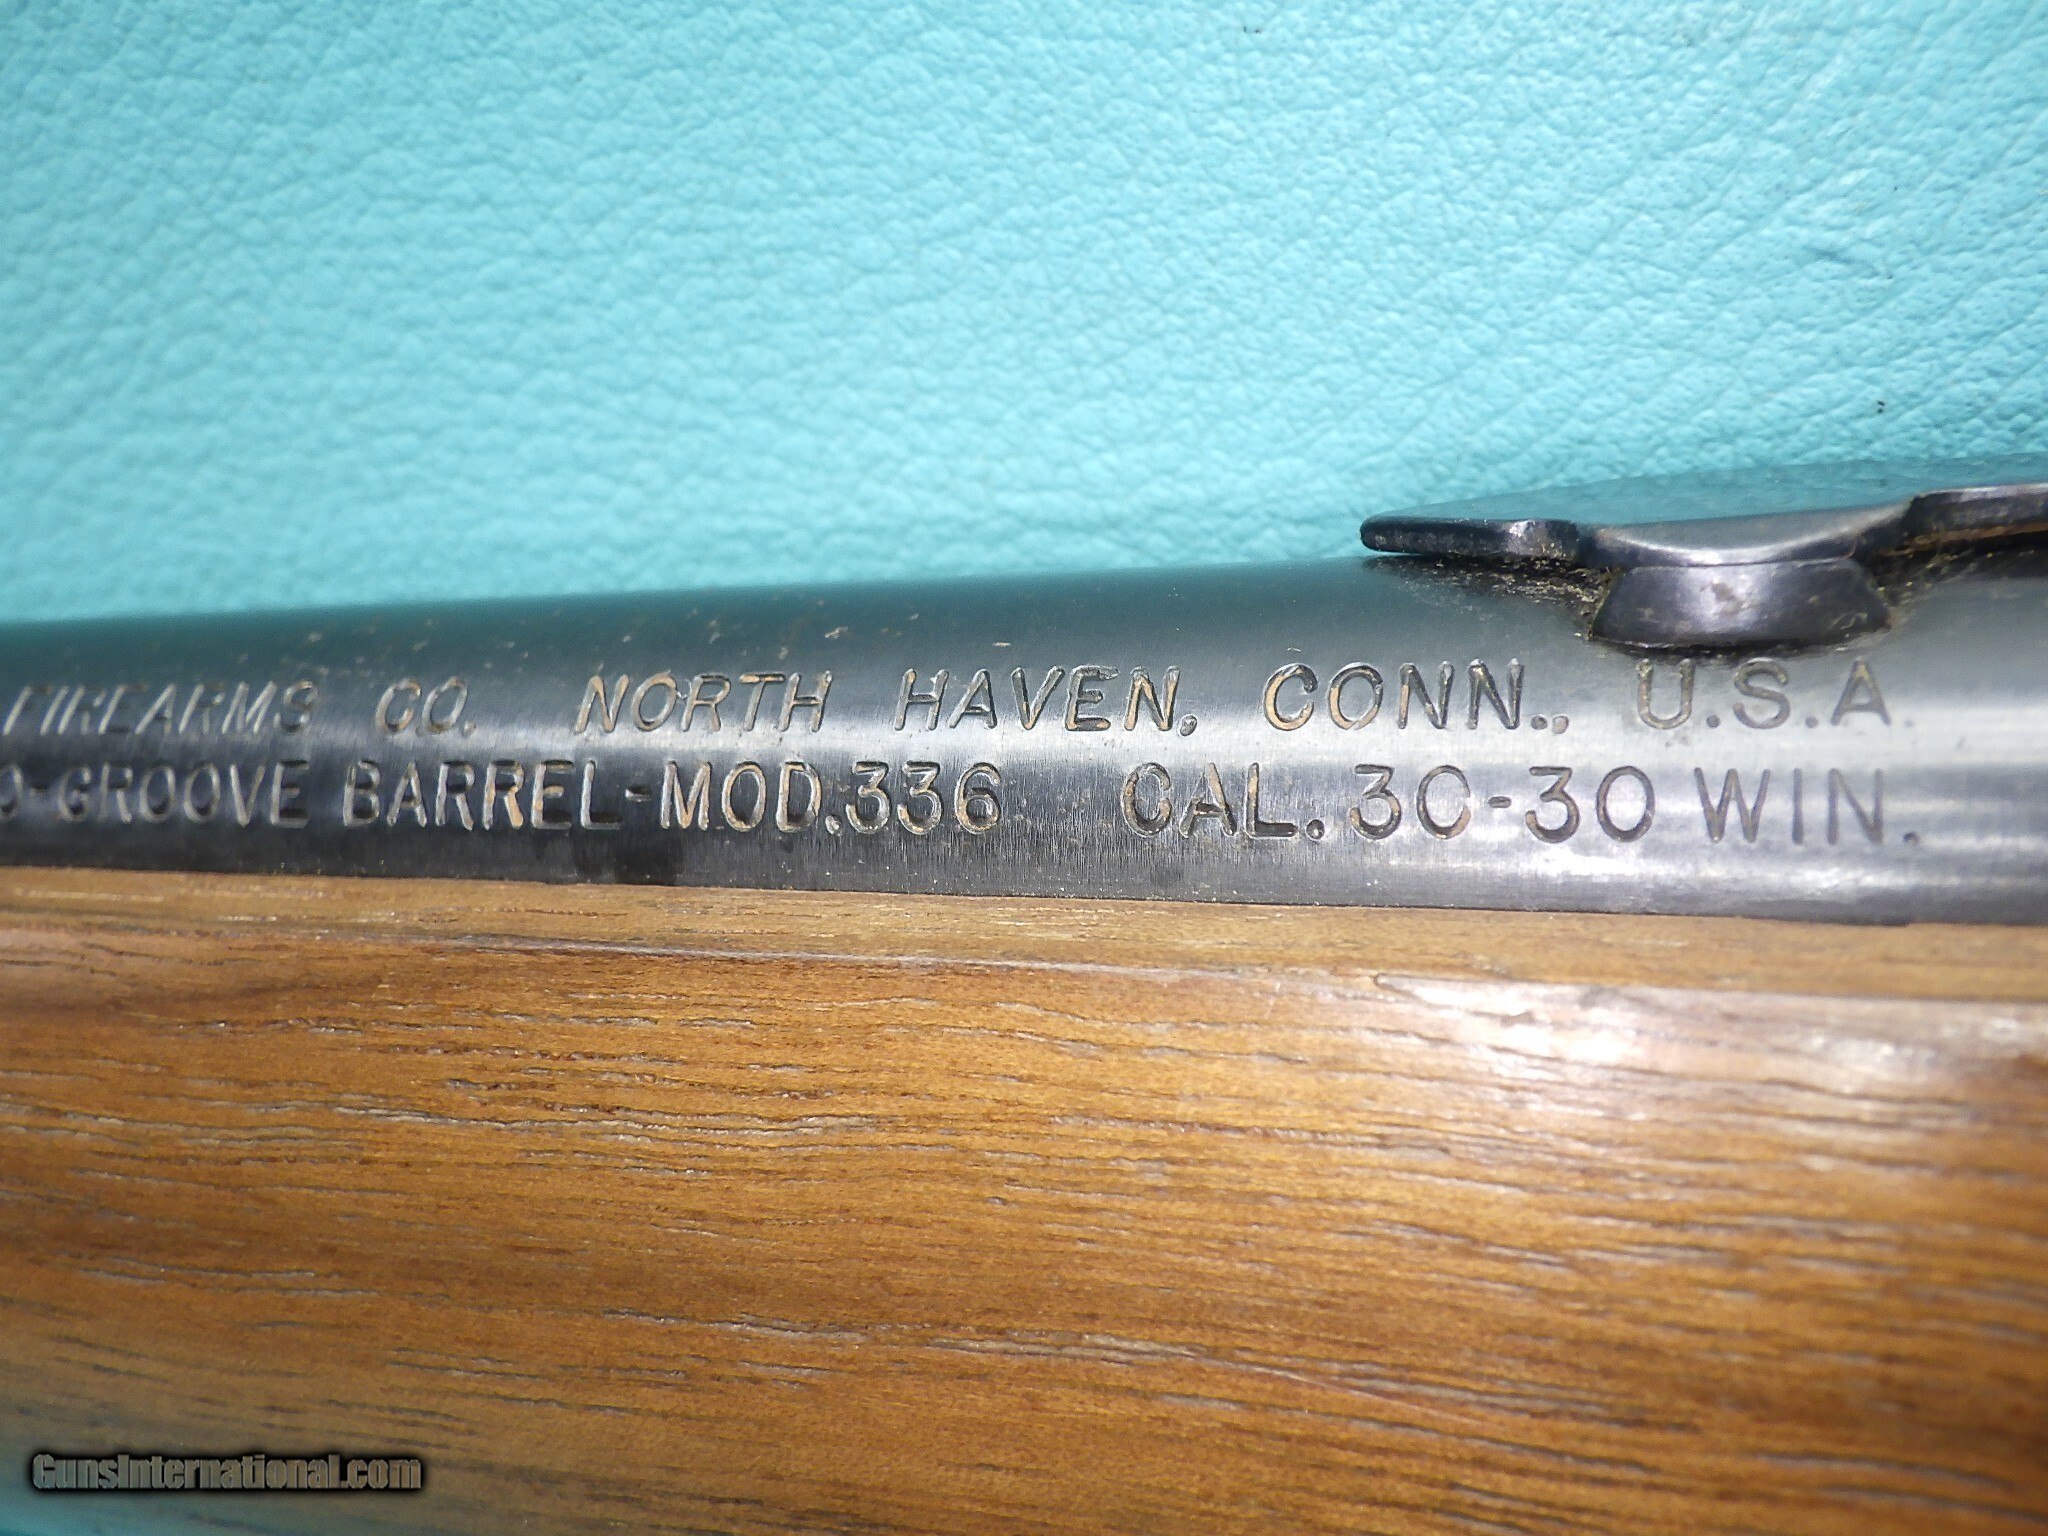 FIREARMS CO. NORTH HAVEN, CONN., U.S.A.
O-GROOVE BARREL-MOD.336 CAL. 30-30 WIN.
GunsInternational.com